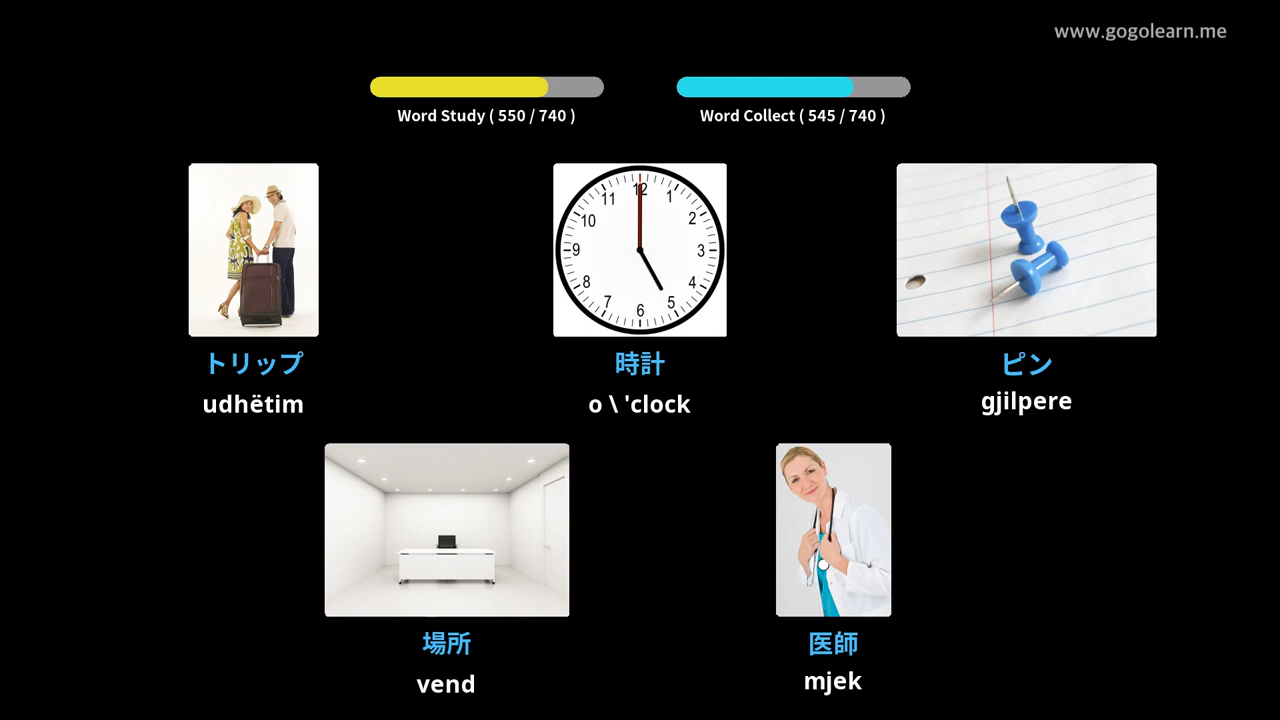 www.gogolearn.me
Word Study ( 550 / 740 )
Word Collect ( 545 / 740 )
12
1
2
3
4
5
6
7
8
9
10
11
トリップ
udhëtim
時計
o \ 'clock
ピン
gjilpere
場所
vend
医師
mjek